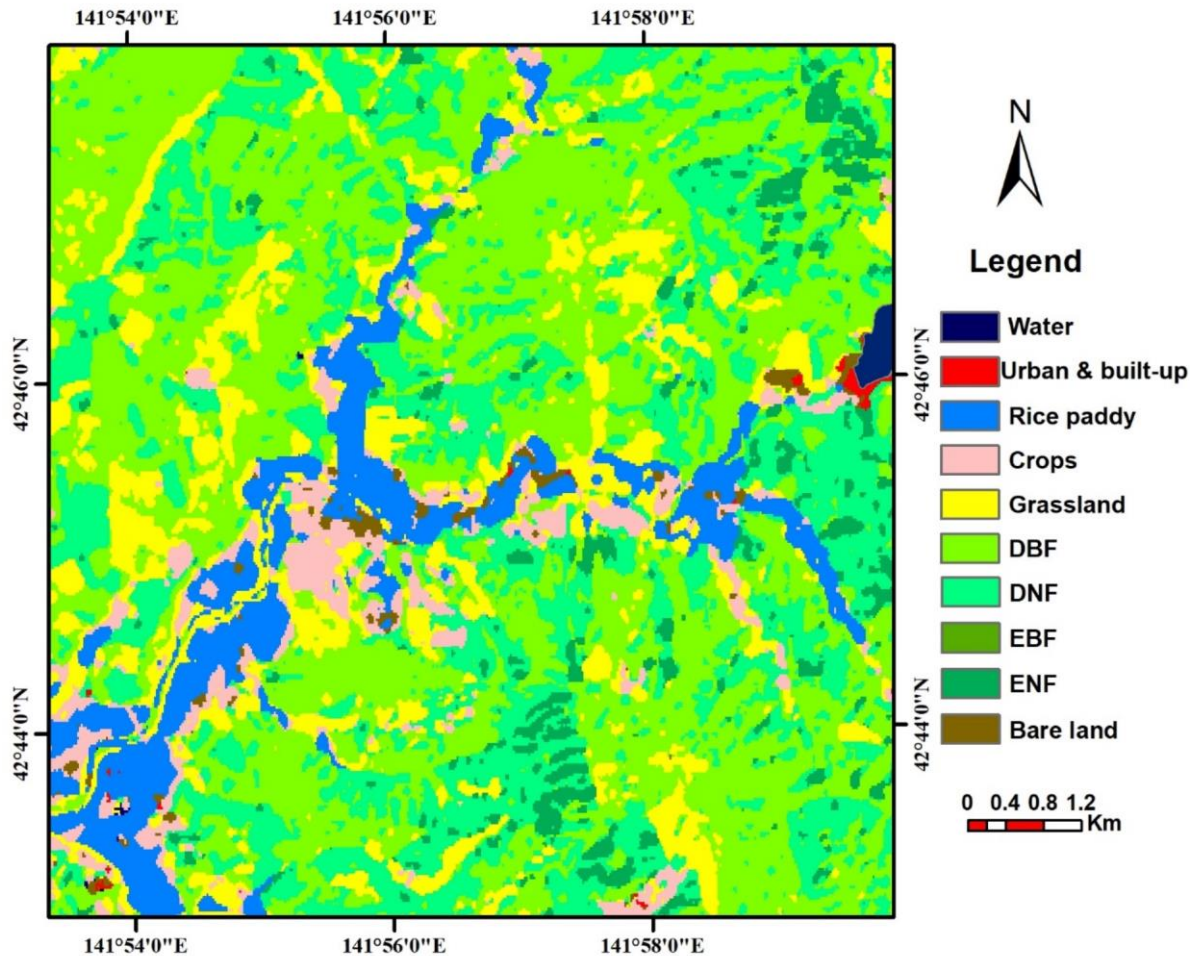 141°54'0"E 141°56'0"E 141°58'0"E
N
Legend
Water
42°46'0"N 42°46'0"N
Urban & built-up
Rice paddy
Crops
Grassland
DBF
DNF
EBF
ENF
42°44'0"N 42°44'0"N
Bare land
0 0.4 0.8 1.2
Km
141°54'0"E 141°56'0"E 141°58'0"E